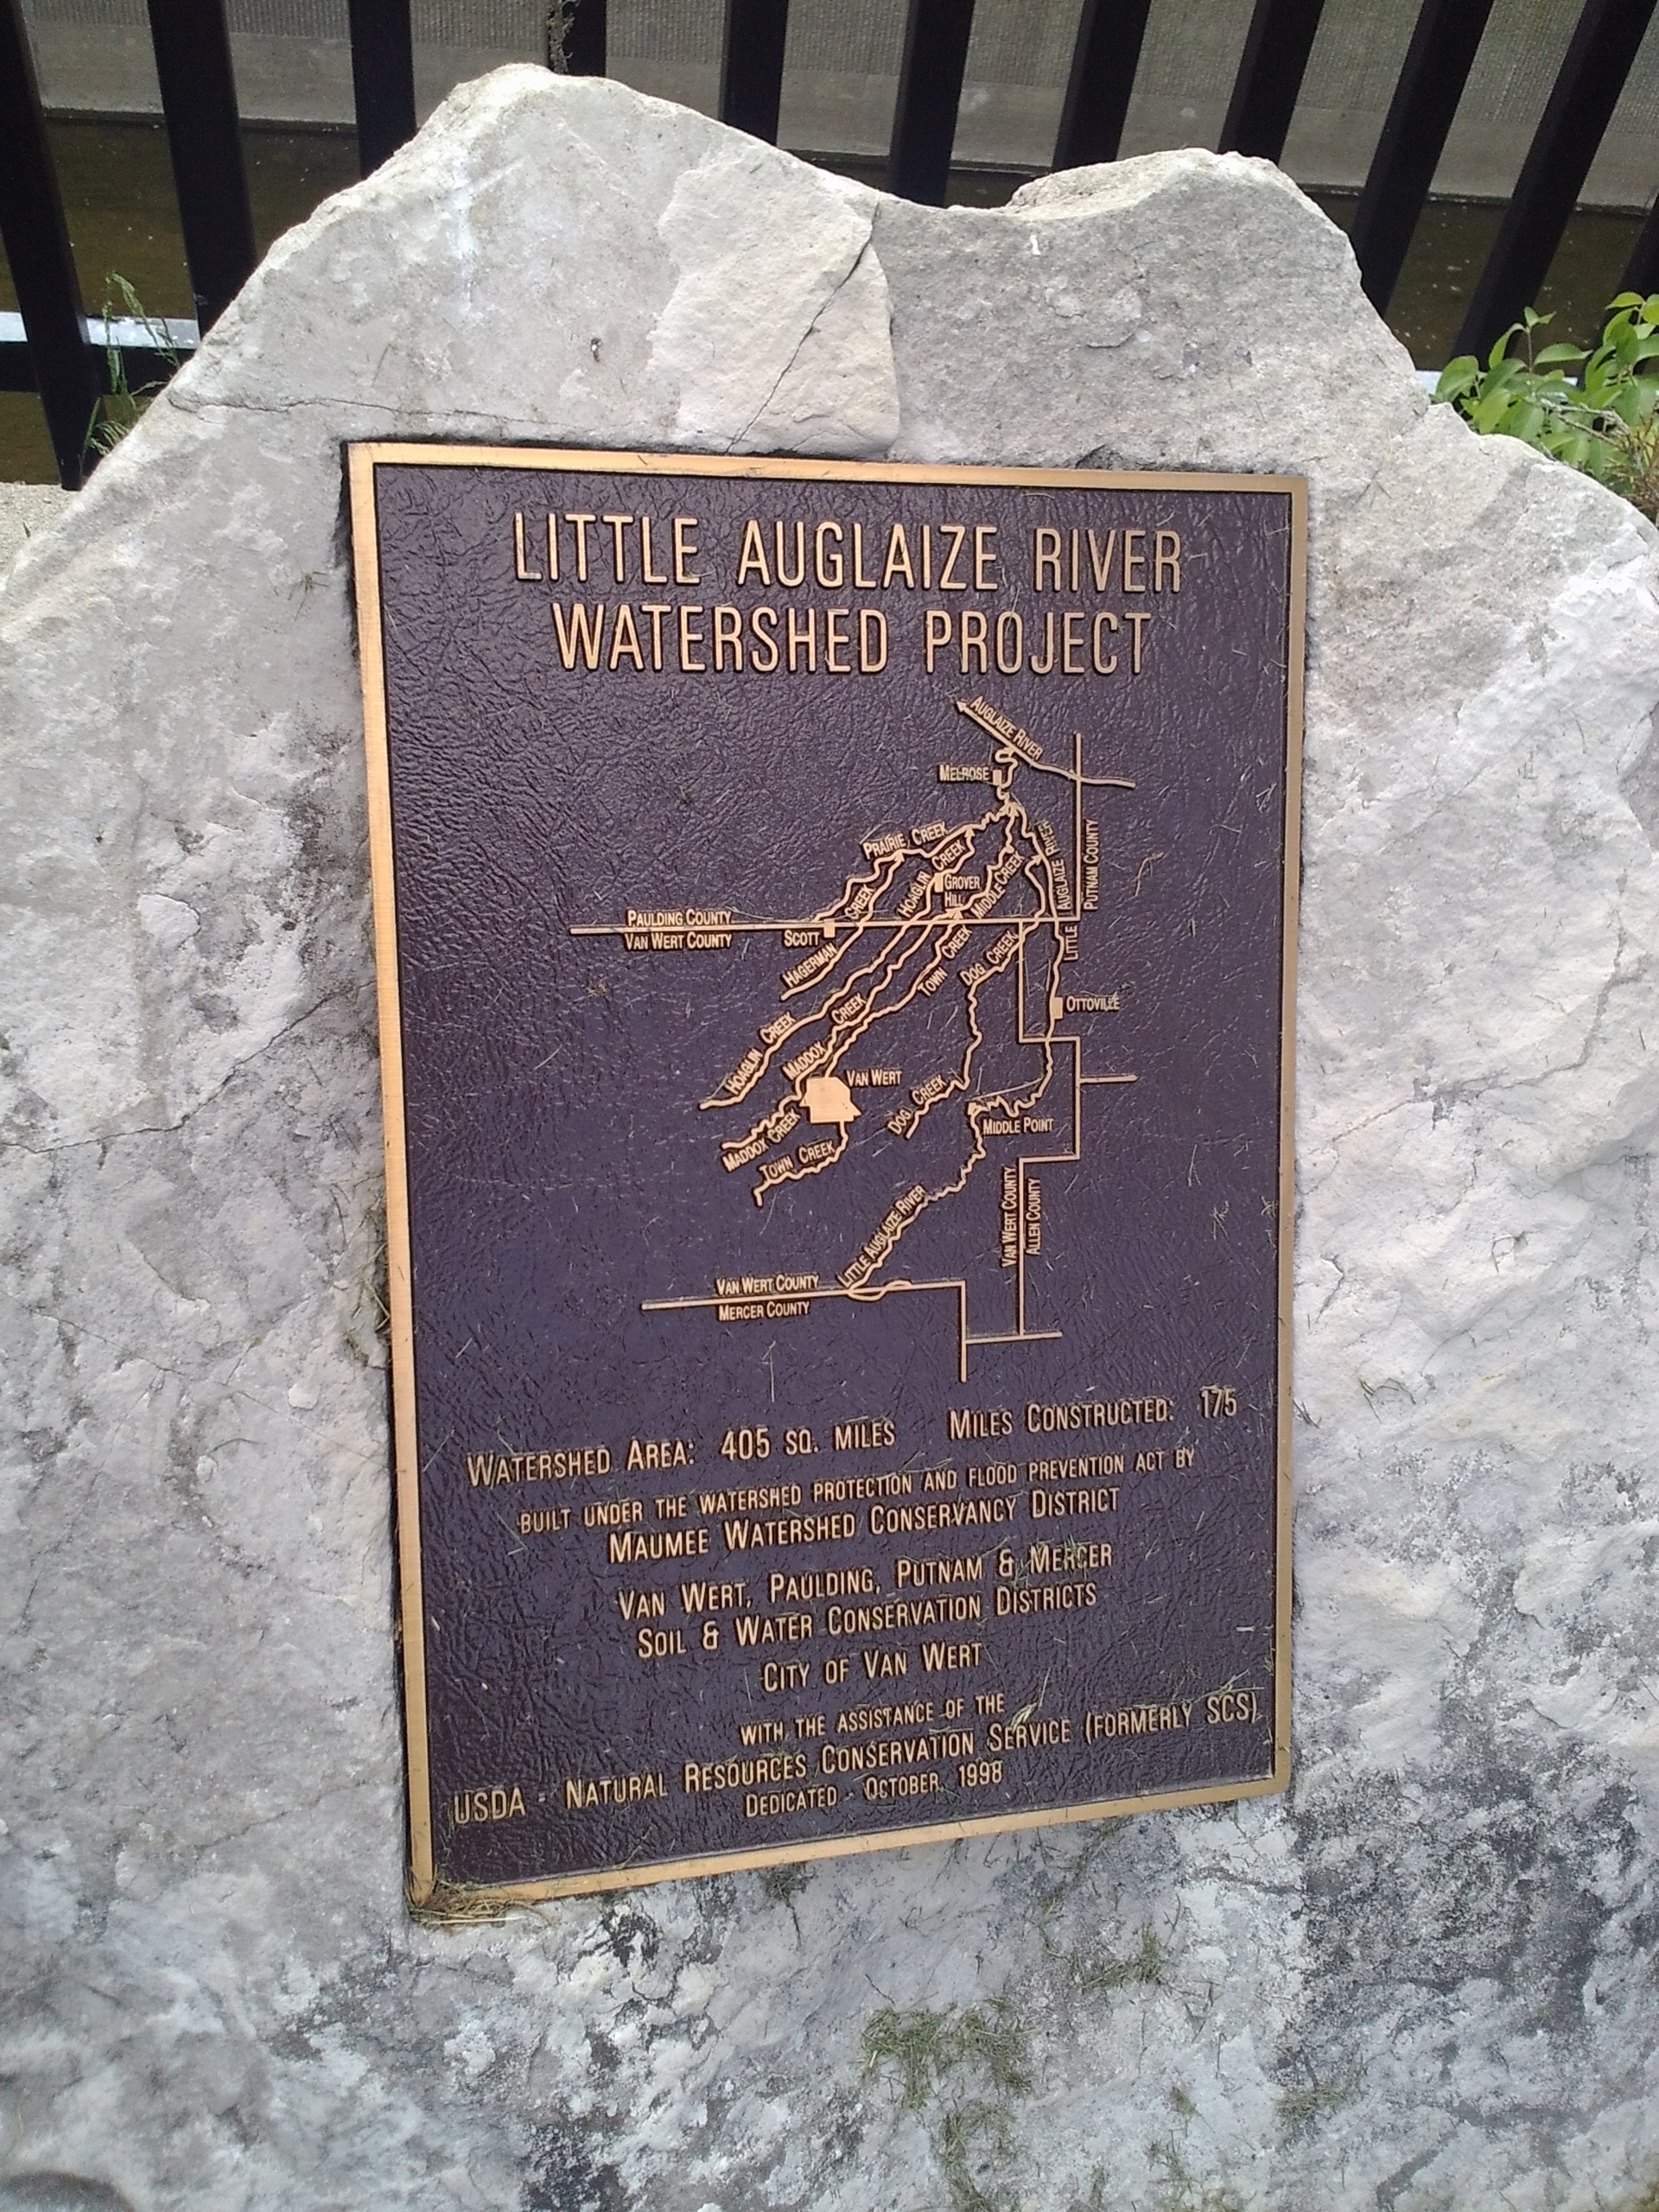 LITTLE AUGLAIZE RIVER
WATERSHED PROJECT
AUGLAIZE RIVER
MELROSE
PRAIRIE CREEK
HOAGLIN CREEK
GROVER
HILL
MIDDLE CREEK
LITTLE AUGLAIZE RIVER
PUTNAM COUNTY
PAULDING COUNTY
VAN WERT COUNTY
SCOTT
HAGERMAN CREEK
TOWN CREEK
DOG CREEK
OTTOVILLE
HOAGLIN CREEK
MADDOX CREEK
VAN WERT
DOG CREEK
MIDDLE POINT
MADDOX CREEK
TOWN CREEK
LITTLE AUGLAIZE RIVER
VAN WERT COUNTY
ALLEN COUNTY
VAN WERT COUNTY
MERCER COUNTY
WATERSHED AREA: 405 SQ. MILES MILES CONSTRUCTED: 175
BUILT UNDER THE WATERSHED PROTECTION AND FLOOD PREVENTION ACT BY
MAUMEE WATERSHED CONSERVANCY DISTRICT
VAN WERT, PAULDING, PUTNAM & MERCER
SOIL & WATER CONSERVATION DISTRICTS
CITY OF VAN WERT
WITH THE ASSISTANCE OF THE
USDA - NATURAL RESOURCES CONSERVATION SERVICE (FORMERLY SCS)
DEDICATED - OCTOBER, 1998